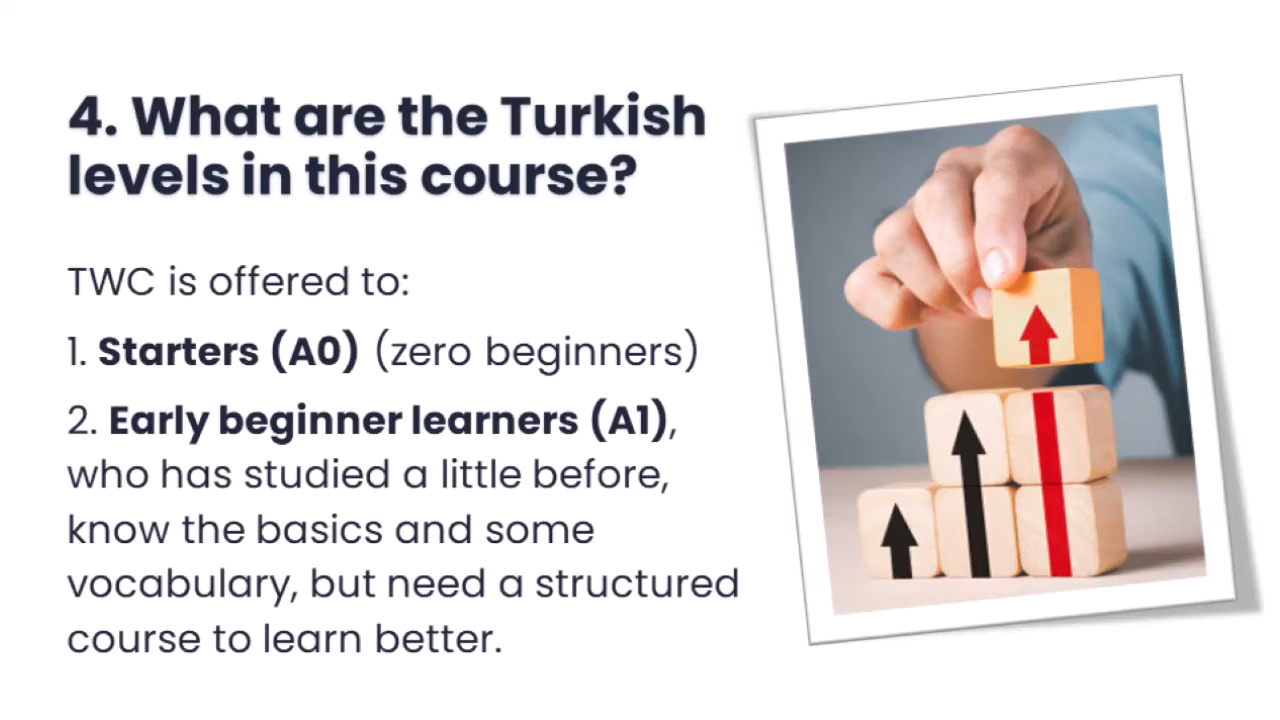 4. What are the Turkish
levels in this course?
TWC is offered to:
1. Starters (A0) (zero beginners)
2. Early beginner learners (A1),
who has studied a little before,
know the basics and some
vocabulary, but need a structured
course to learn better.